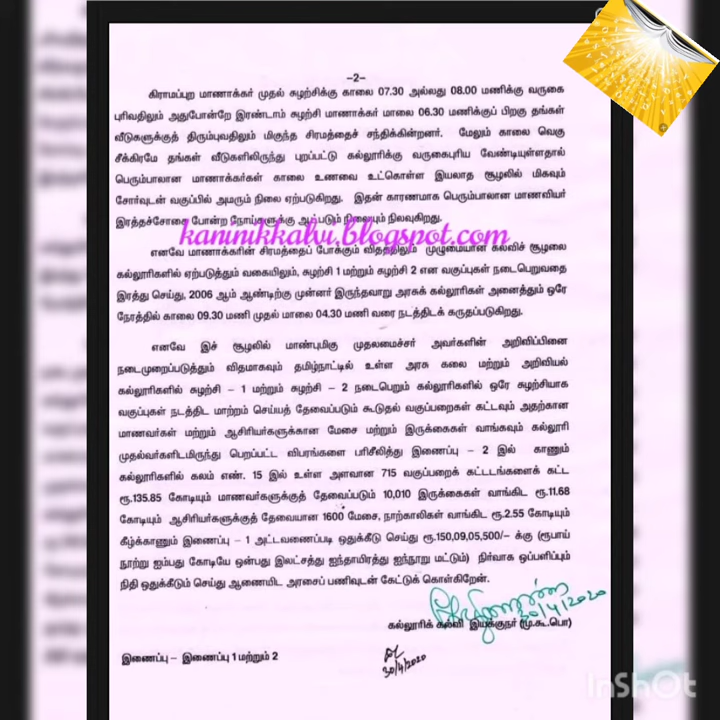 –2–
கிராமப்புற மாணாக்கர் முதல் சுழற்சிக்கு காலை 07.30 அல்லது 08.00 மணிக்கு வருகை
புரிவதிலும் அதுபோன்றே இரண்டாம் சுழற்சி மாணாக்கர் மாலை 06.30 மணிக்குப் பிறகு தங்கள்
வீடுகளுக்குத் திரும்புவதிலும் மிகுந்த சிரமத்தைச் சந்திக்கின்றனர். மேலும் காலை வெகு
சீக்கிரமே தங்கள் வீடுகளிலிருந்து புறப்பட்டு கல்லூரிக்கு வருகைபுரிய வேண்டியுள்ளதால்
பெரும்பாலான மாணாக்கர்கள் காலை உணவை உட்கொள்ள இயலாத சூழலில் மிகவும்
சோர்வுடன் வகுப்பில் அமரும் நிலை ஏற்படுகிறது. இதன் காரணமாக பெரும்பாலான மாணவியர்
இரத்தச்சோகை போன்ற நோய்களுக்கு ஆட்படும் நிலையும் நிலவுகிறது.
kaninikkalvi.blogspot.com
எனவே மாணாக்கரின் சிரமத்தைப் போக்கும் விதத்திலும் முழுமையான கல்விச் சூழலை
கல்லூரிகளில் ஏற்படுத்தும் வகையிலும், சுழற்சி 1 மற்றும் சுழற்சி 2 என வகுப்புகள் நடைபெறுவதை
இரத்து செய்து, 2006 ஆம் ஆண்டிற்கு முன்னர் இருந்தவாறு அரசுக் கல்லூரிகள் அனைத்தும் ஒரே
நேரத்தில் காலை 09.30 மணி முதல் மாலை 04.30 மணி வரை நடத்திடக் கருதப்படுகிறது.
எனவே இச் சூழலில் மாண்புமிகு முதலமைச்சர் அவர்களின் அறிவிப்பினை
நடைமுறைப்படுத்தும் விதமாகவும் தமிழ்நாட்டில் உள்ள அரசு கலை மற்றும் அறிவியல்
கல்லூரிகளில் சுழற்சி – 1 மற்றும் சுழற்சி – 2 நடைபெறும் கல்லூரிகளில் ஒரே சுழற்சியாக
வகுப்புகள் நடத்திட மாற்றம் செய்யத் தேவைப்படும் கூடுதல் வகுப்பறைகள் கட்டவும் அதற்கான
மாணவர்கள் மற்றும் ஆசிரியர்களுக்கான மேசை மற்றும் இருக்கைகள் வாங்கவும் கல்லூரி
முதல்வர்களிடமிருந்து பெறப்பட்ட விபரங்களை பரிசீலித்து இணைப்பு – 2 இல் காணும்
கல்லூரிகளில் கலம் எண். 15 இல் உள்ள அளவான 715 வகுப்பறைக் கட்டடங்களைக் கட்ட
ரூ.135.85 கோடியும் மாணவர்களுக்குத் தேவைப்படும் 10,010 இருக்கைகள் வாங்கிட ரூ.11.68
கோடியும் ஆசிரியர்களுக்குத் தேவையான 1600 மேசை, நாற்காலிகள் வாங்கிட ரூ.2.55 கோடியும்
கீழ்க்காணும் இணைப்பு – 1 அட்டவணைப்படி ஒதுக்கீடு செய்து ரூ.150,09,05,500/– க்கு (ரூபாய்
நூற்று ஐம்பது கோடியே ஒன்பது இலட்சத்து ஐந்தாயிரத்து ஐந்நூறு மட்டும்) நிர்வாக ஒப்பளிப்பும்
நிதி ஒதுக்கீடும் செய்து ஆணையிட அரசைப் பணிவுடன் கேட்டுக் கொள்கிறேன்.
30/4/2020
கல்லூரிக் கல்வி இயக்குநர் (மு.கூ.பொ)
இணைப்பு – இணைப்பு 1 மற்றும் 2
30/4/2020
InShOt